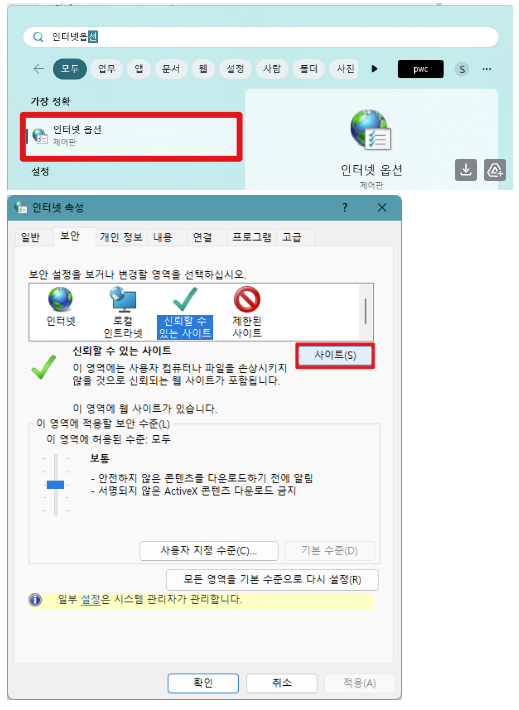 인터넷옵션
모두 업무 앱 문서 웹 설정 사람 폴더 사진 pwc S ...
가장 정확
인터넷 옵션
제어판
설정
인터넷 옵션
제어판
인터넷 속성 ? X
일반 보안 개인 정보 내용 연결 프로그램 고급
보안 설정을 보거나 변경할 영역을 선택하십시오.
인터넷
로컬
인트라넷
신뢰할 수
있는 사이트
제한된
사이트
신뢰할 수 있는 사이트
사이트(S)
이 영역에는 사용자 컴퓨터나 파일을 손상시키지
않을 것으로 신뢰되는 웹 사이트가 포함됩니다.
이 영역에 웹 사이트가 있습니다.
이 영역에 적용할 보안 수준(L)
이 영역에 허용된 수준: 모두
보통
- 안전하지 않은 콘텐츠를 다운로드하기 전에 알림
- 서명되지 않은 ActiveX 콘텐츠 다운로드 금지
사용자 지정 수준(C)... 기본 수준(D)
모든 영역을 기본 수준으로 다시 설정(R)
일부 설정은 시스템 관리자가 관리합니다.
확인 취소 적용(A)